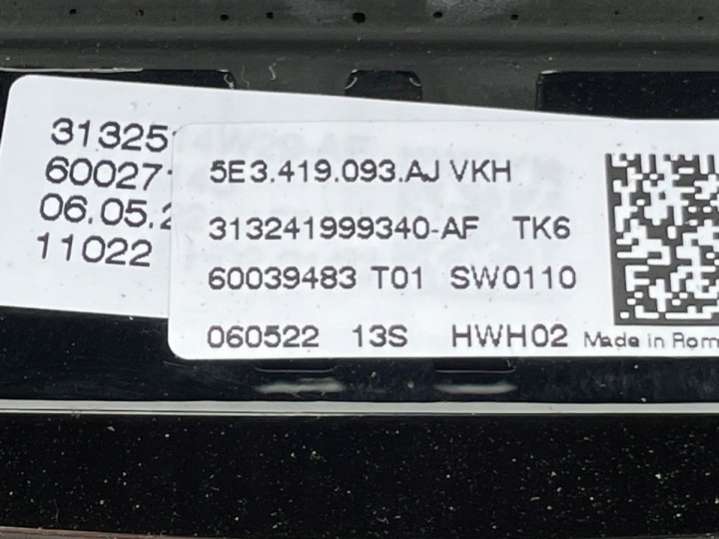 31325
60027
06.05.2
11022
5E3.419.093.AJ VKH
313241999340-AF TK6
60039483 T01 SW0110
060522 13S HWH02 Made in Rom